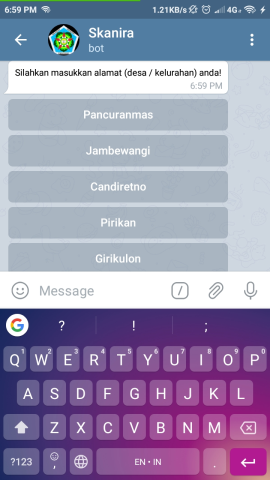 6:59 PM 1.21KB/s 4G
Skanira
bot
Silahkan masukkan alamat (desa / kelurahan) anda!
6:59 PM
Pancuranmas
Jambewangi
Candiretno
Pirikan
Girikulon
Message /
G ? ! ;
Q 1 W 2 E 3 R 4 T 5 Y 6 U 7 I 8 O 9 P 0
A S D F G H J K L
Z X C V B N M
?123 , EN • IN .